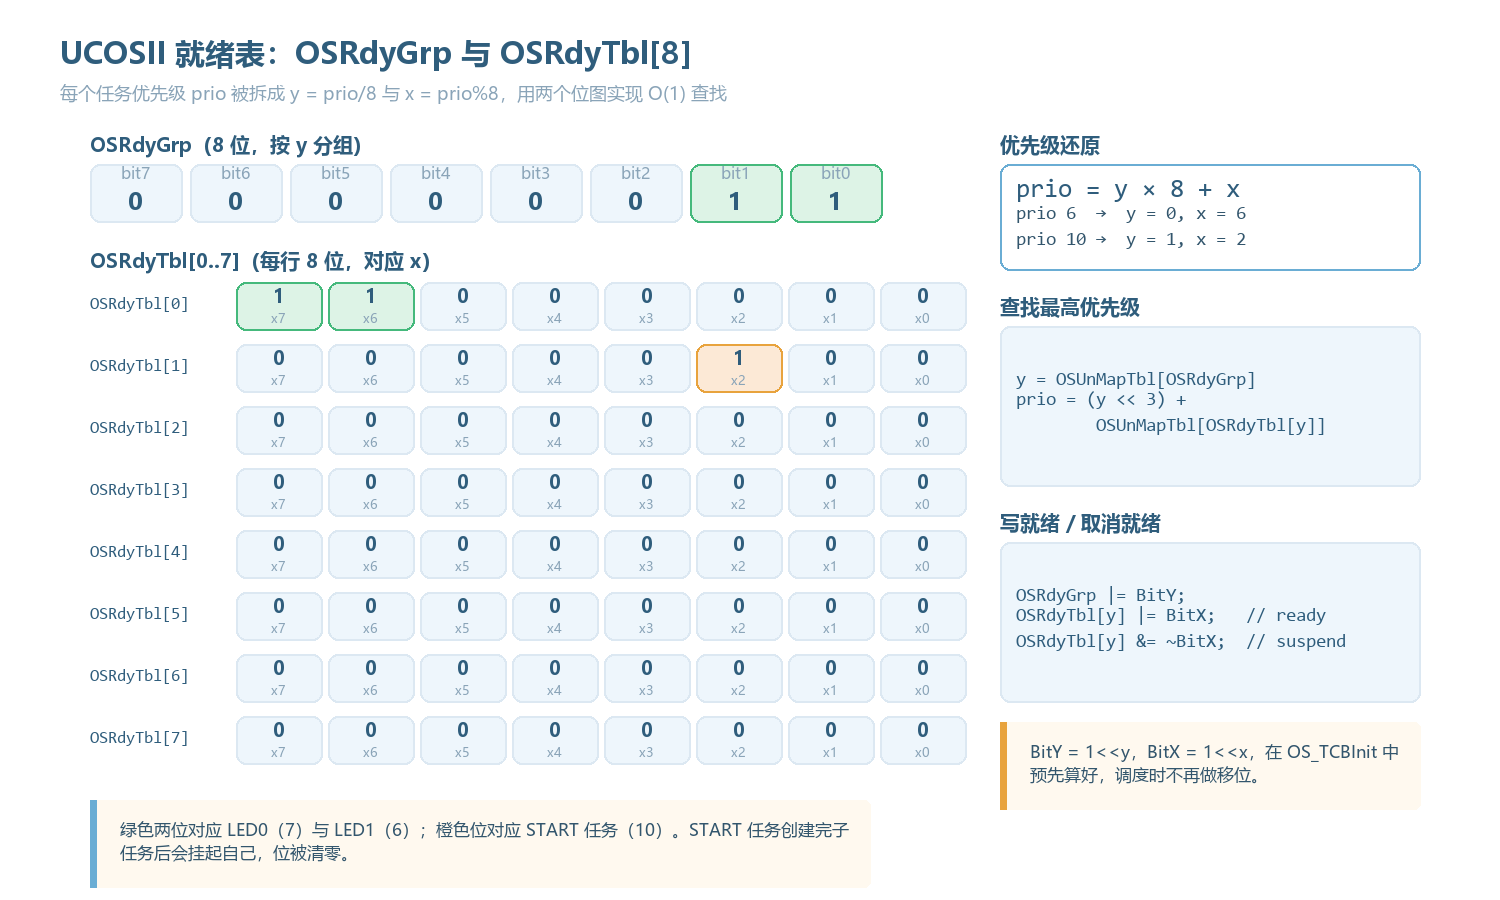 UCOSII 就绪表：OSRdyGrp 与 OSRdyTbl[8]
每个任务优先级 prio 被拆成 y = prio/8 与 x = prio%8，用两个位图实现 O(1) 查找
OSRdyGrp（8 位，按 y 分组）
bit7 bit6 bit5 bit4 bit3 bit2 bit1 bit0
0 0 0 0 0 0 1 1
OSRdyTbl[0..7]（每行 8 位，对应 x）
OSRdyTbl[0] 1 1 0 0 0 0 0 0
x7 x6 x5 x4 x3 x2 x1 x0
OSRdyTbl[1] 0 0 0 0 0 1 0 0
x7 x6 x5 x4 x3 x2 x1 x0
OSRdyTbl[2] 0 0 0 0 0 0 0 0
x7 x6 x5 x4 x3 x2 x1 x0
OSRdyTbl[3] 0 0 0 0 0 0 0 0
x7 x6 x5 x4 x3 x2 x1 x0
OSRdyTbl[4] 0 0 0 0 0 0 0 0
x7 x6 x5 x4 x3 x2 x1 x0
OSRdyTbl[5] 0 0 0 0 0 0 0 0
x7 x6 x5 x4 x3 x2 x1 x0
OSRdyTbl[6] 0 0 0 0 0 0 0 0
x7 x6 x5 x4 x3 x2 x1 x0
OSRdyTbl[7] 0 0 0 0 0 0 0 0
x7 x6 x5 x4 x3 x2 x1 x0
绿色两位对应 LED0（7）与 LED1（6）；橙色位对应 START 任务（10）。START 任务创建完子
任务后会挂起自己，位被清零。
优先级还原
prio = y × 8 + x
prio 6 → y = 0, x = 6
prio 10 → y = 1, x = 2
查找最高优先级
y = OSUnMapTbl[OSRdyGrp]
prio = (y << 3) +
OSUnMapTbl[OSRdyTbl[y]]
写就绪 / 取消就绪
OSRdyGrp |= BitY;
OSRdyTbl[y] |= BitX; // ready
OSRdyTbl[y] &= ~BitX; // suspend
BitY = 1<<y，BitX = 1<<x，在 OS_TCBInit 中
预先算好，调度时不再做移位。